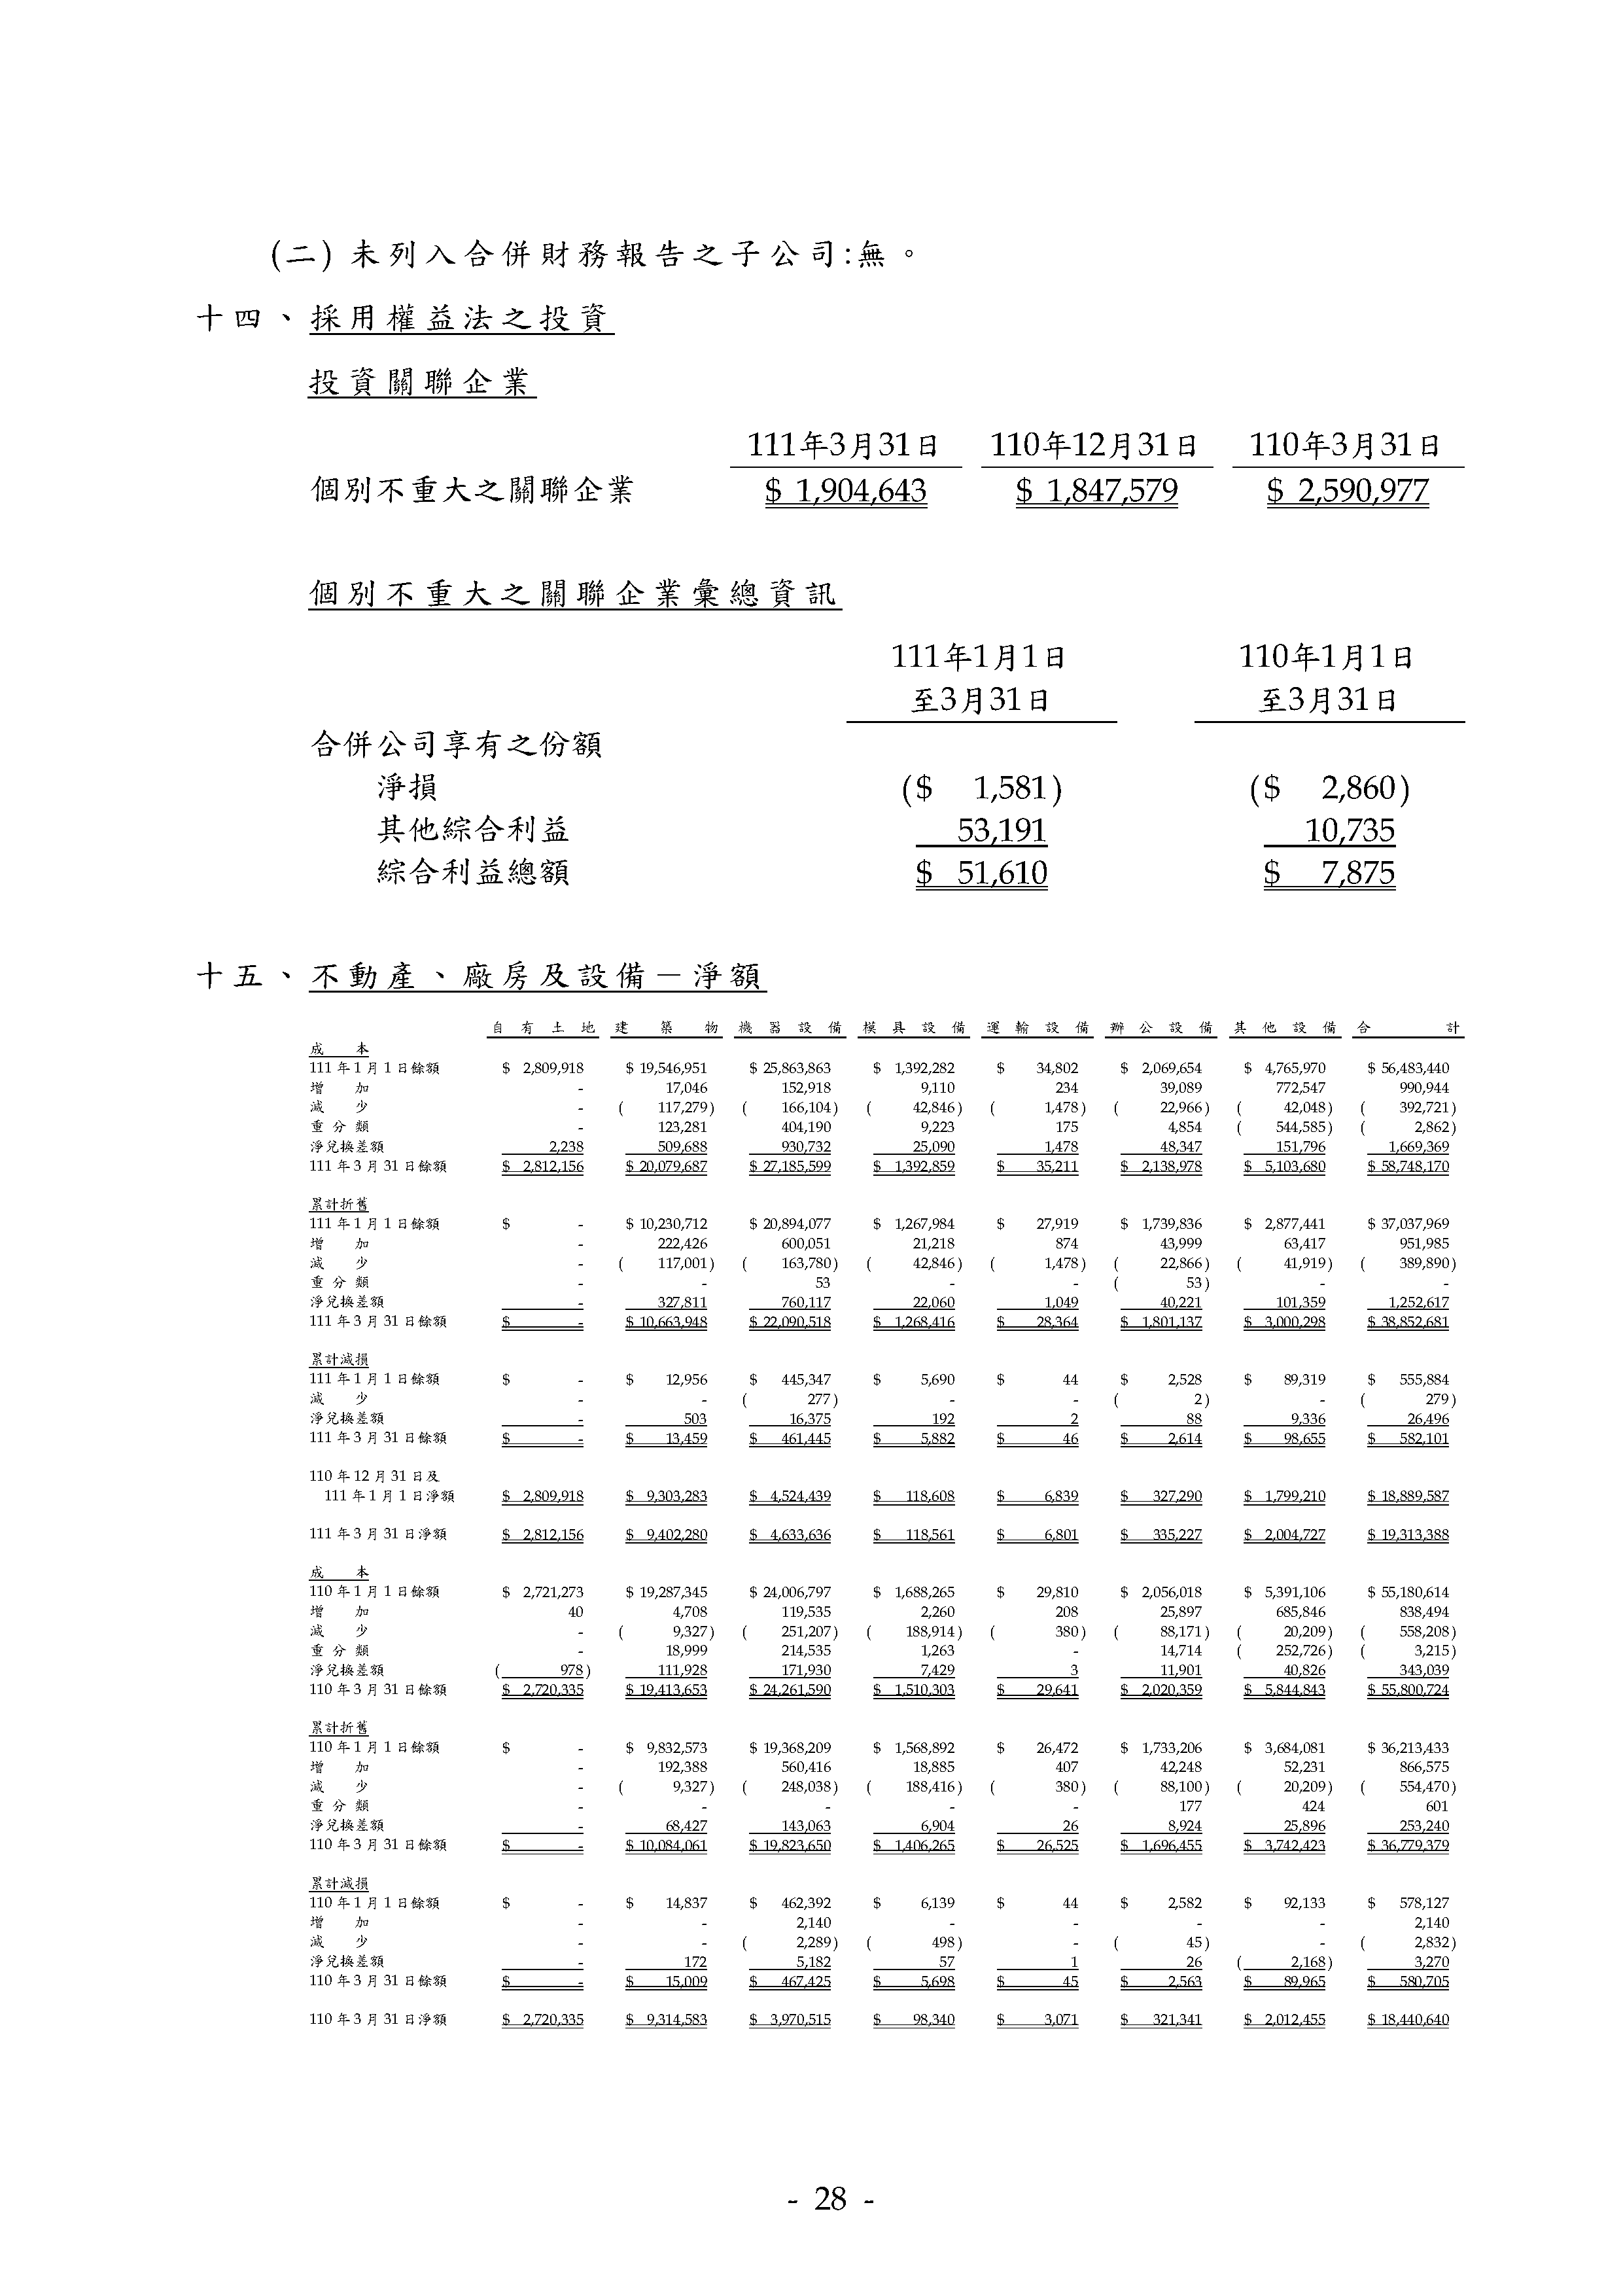 (二) 未列入合併財務報告之子公司:無。
十四、採用權益法之投資
投資關聯企業
111年3月31日 110年12月31日 110年3月31日
個別不重大之關聯企業 $ 1,904,643 $ 1,847,579 $ 2,590,977
個別不重大之關聯企業彙總資訊
111年1月1日 110年1月1日
至3月31日 至3月31日
合併公司享有之份額
淨損 ($ 1,581) ($ 2,860)
其他綜合利益 53,191 10,735
綜合利益總額 $ 51,610 $ 7,875
十五、不動產、廠房及設備－淨額
自有土地 建築物 機器設備 模具設備 運輸設備 辦公設備 其他設備 合計
成本
111年1月1日餘額 $ 2,809,918 $ 19,546,951 $ 25,863,863 $ 1,392,282 $ 34,802 $ 2,069,654 $ 4,765,970 $ 56,483,440
增加 - 17,046 152,918 9,110 234 39,089 772,547 990,944
減少 - ( 117,279) ( 166,104) ( 42,846) ( 1,478) ( 22,966) ( 42,048) ( 392,721)
重分類 - 123,281 404,190 9,223 175 4,854 ( 544,585) ( 2,862)
淨兌換差額 2,238 509,688 930,732 25,090 1,478 48,347 151,796 1,669,369
111年3月31日餘額 $ 2,812,156 $ 20,079,687 $ 27,185,599 $ 1,392,859 $ 35,211 $ 2,138,978 $ 5,103,680 $ 58,748,170
累計折舊
111年1月1日餘額 $ - $ 10,230,712 $ 20,894,077 $ 1,267,984 $ 27,919 $ 1,739,836 $ 2,877,441 $ 37,037,969
增加 - 222,426 600,051 21,218 874 43,999 63,417 951,985
減少 - ( 117,001) ( 163,780) ( 42,846) ( 1,478) ( 22,866) ( 41,919) ( 389,890)
重分類 - - 53 - - ( 53) - -
淨兌換差額 - 327,811 760,117 22,060 1,049 40,221 101,359 1,252,617
111年3月31日餘額 $ - $ 10,663,948 $ 22,090,518 $ 1,268,416 $ 28,364 $ 1,801,137 $ 3,000,298 $ 38,852,681
累計減損
111年1月1日餘額 $ - $ 12,956 $ 445,347 $ 5,690 $ 44 $ 2,528 $ 89,319 $ 555,884
減少 - - ( 277) - - ( 2) - ( 279)
淨兌換差額 - 503 16,375 192 2 88 9,336 26,496
111年3月31日餘額 $ - $ 13,459 $ 461,445 $ 5,882 $ 46 $ 2,614 $ 98,655 $ 582,101
110年12月31日及
111年1月1日淨額 $ 2,809,918 $ 9,303,283 $ 4,524,439 $ 118,608 $ 6,839 $ 327,290 $ 1,799,210 $ 18,889,587
111年3月31日淨額 $ 2,812,156 $ 9,402,280 $ 4,633,636 $ 118,561 $ 6,801 $ 335,227 $ 2,004,727 $ 19,313,388
成本
110年1月1日餘額 $ 2,721,273 $ 19,287,345 $ 24,006,797 $ 1,688,265 $ 29,810 $ 2,056,018 $ 5,391,106 $ 55,180,614
增加 40 4,708 119,535 2,260 208 25,897 685,846 838,494
減少 - ( 9,327) ( 251,207) ( 188,914) ( 380) ( 88,171) ( 20,209) ( 558,208)
重分類 - 18,999 214,535 1,263 - 14,714 ( 252,726) ( 3,215)
淨兌換差額 ( 978) 111,928 171,930 7,429 3 11,901 40,826 343,039
110年3月31日餘額 $ 2,720,335 $ 19,413,653 $ 24,261,590 $ 1,510,303 $ 29,641 $ 2,020,359 $ 5,844,843 $ 55,800,724
累計折舊
110年1月1日餘額 $ - $ 9,832,573 $ 19,368,209 $ 1,568,892 $ 26,472 $ 1,733,206 $ 3,684,081 $ 36,213,433
增加 - 192,388 560,416 18,885 407 42,248 52,231 866,575
減少 - ( 9,327) ( 248,038) ( 188,416) ( 380) ( 88,100) ( 20,209) ( 554,470)
重分類 - - - - - 177 424 601
淨兌換差額 - 68,427 143,063 6,904 26 8,924 25,896 253,240
110年3月31日餘額 $ - $ 10,084,061 $ 19,823,650 $ 1,406,265 $ 26,525 $ 1,696,455 $ 3,742,423 $ 36,779,379
累計減損
110年1月1日餘額 $ - $ 14,837 $ 462,392 $ 6,139 $ 44 $ 2,582 $ 92,133 $ 578,127
增加 - - 2,140 - - - - 2,140
減少 - - ( 2,289) ( 498) - ( 45) - ( 2,832)
淨兌換差額 - 172 5,182 57 1 26 ( 2,168) 3,270
110年3月31日餘額 $ - $ 15,009 $ 467,425 $ 5,698 $ 45 $ 2,563 $ 89,965 $ 580,705
110年3月31日淨額 $ 2,720,335 $ 9,314,583 $ 3,970,515 $ 98,340 $ 3,071 $ 321,341 $ 2,012,455 $ 18,440,640
- 28 -